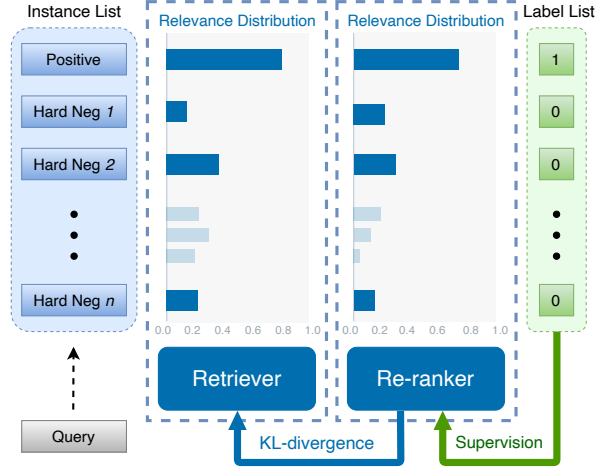 Instance List
Relevance Distribution
Relevance Distribution
Label List
Positive
1
Hard Neg 1
0
Hard Neg 2
0
Hard Neg n
0
0.0 0.2 0.4 0.6 0.8 1.0
0.0 0.2 0.4 0.6 0.8 1.0
Retriever
Re-ranker
Query
KL-divergence
Supervision